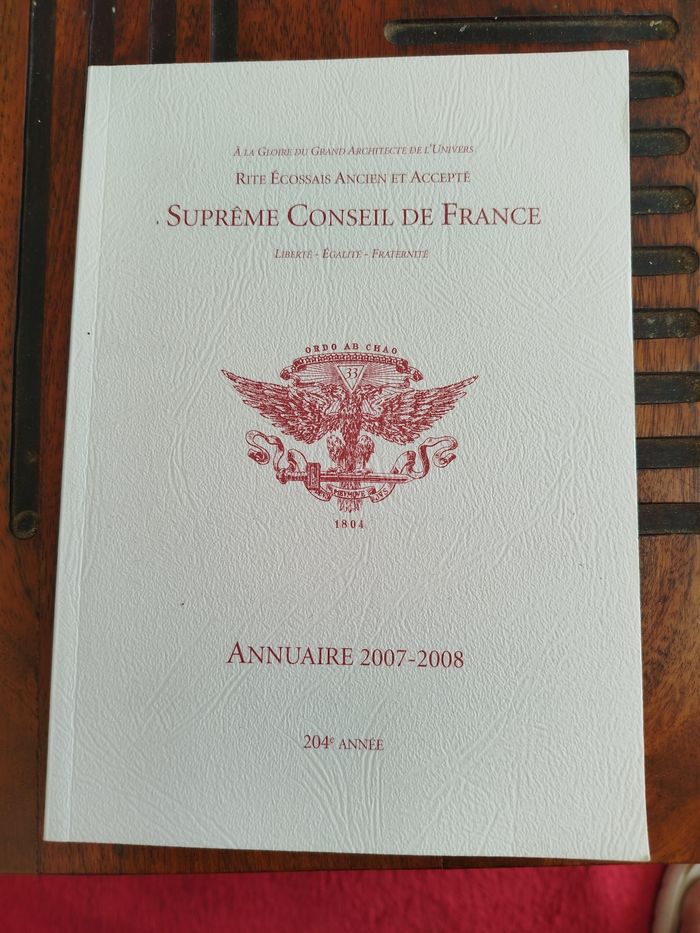 À la Gloire du Grand Architecte de l'Univers
Rite Écossais Ancien et Accepté
Suprême Conseil de France
Liberté - Égalité - Fraternité
ORDO AB CHAO
33
MEVMQVE
1804
Annuaire 2007-2008
204e année